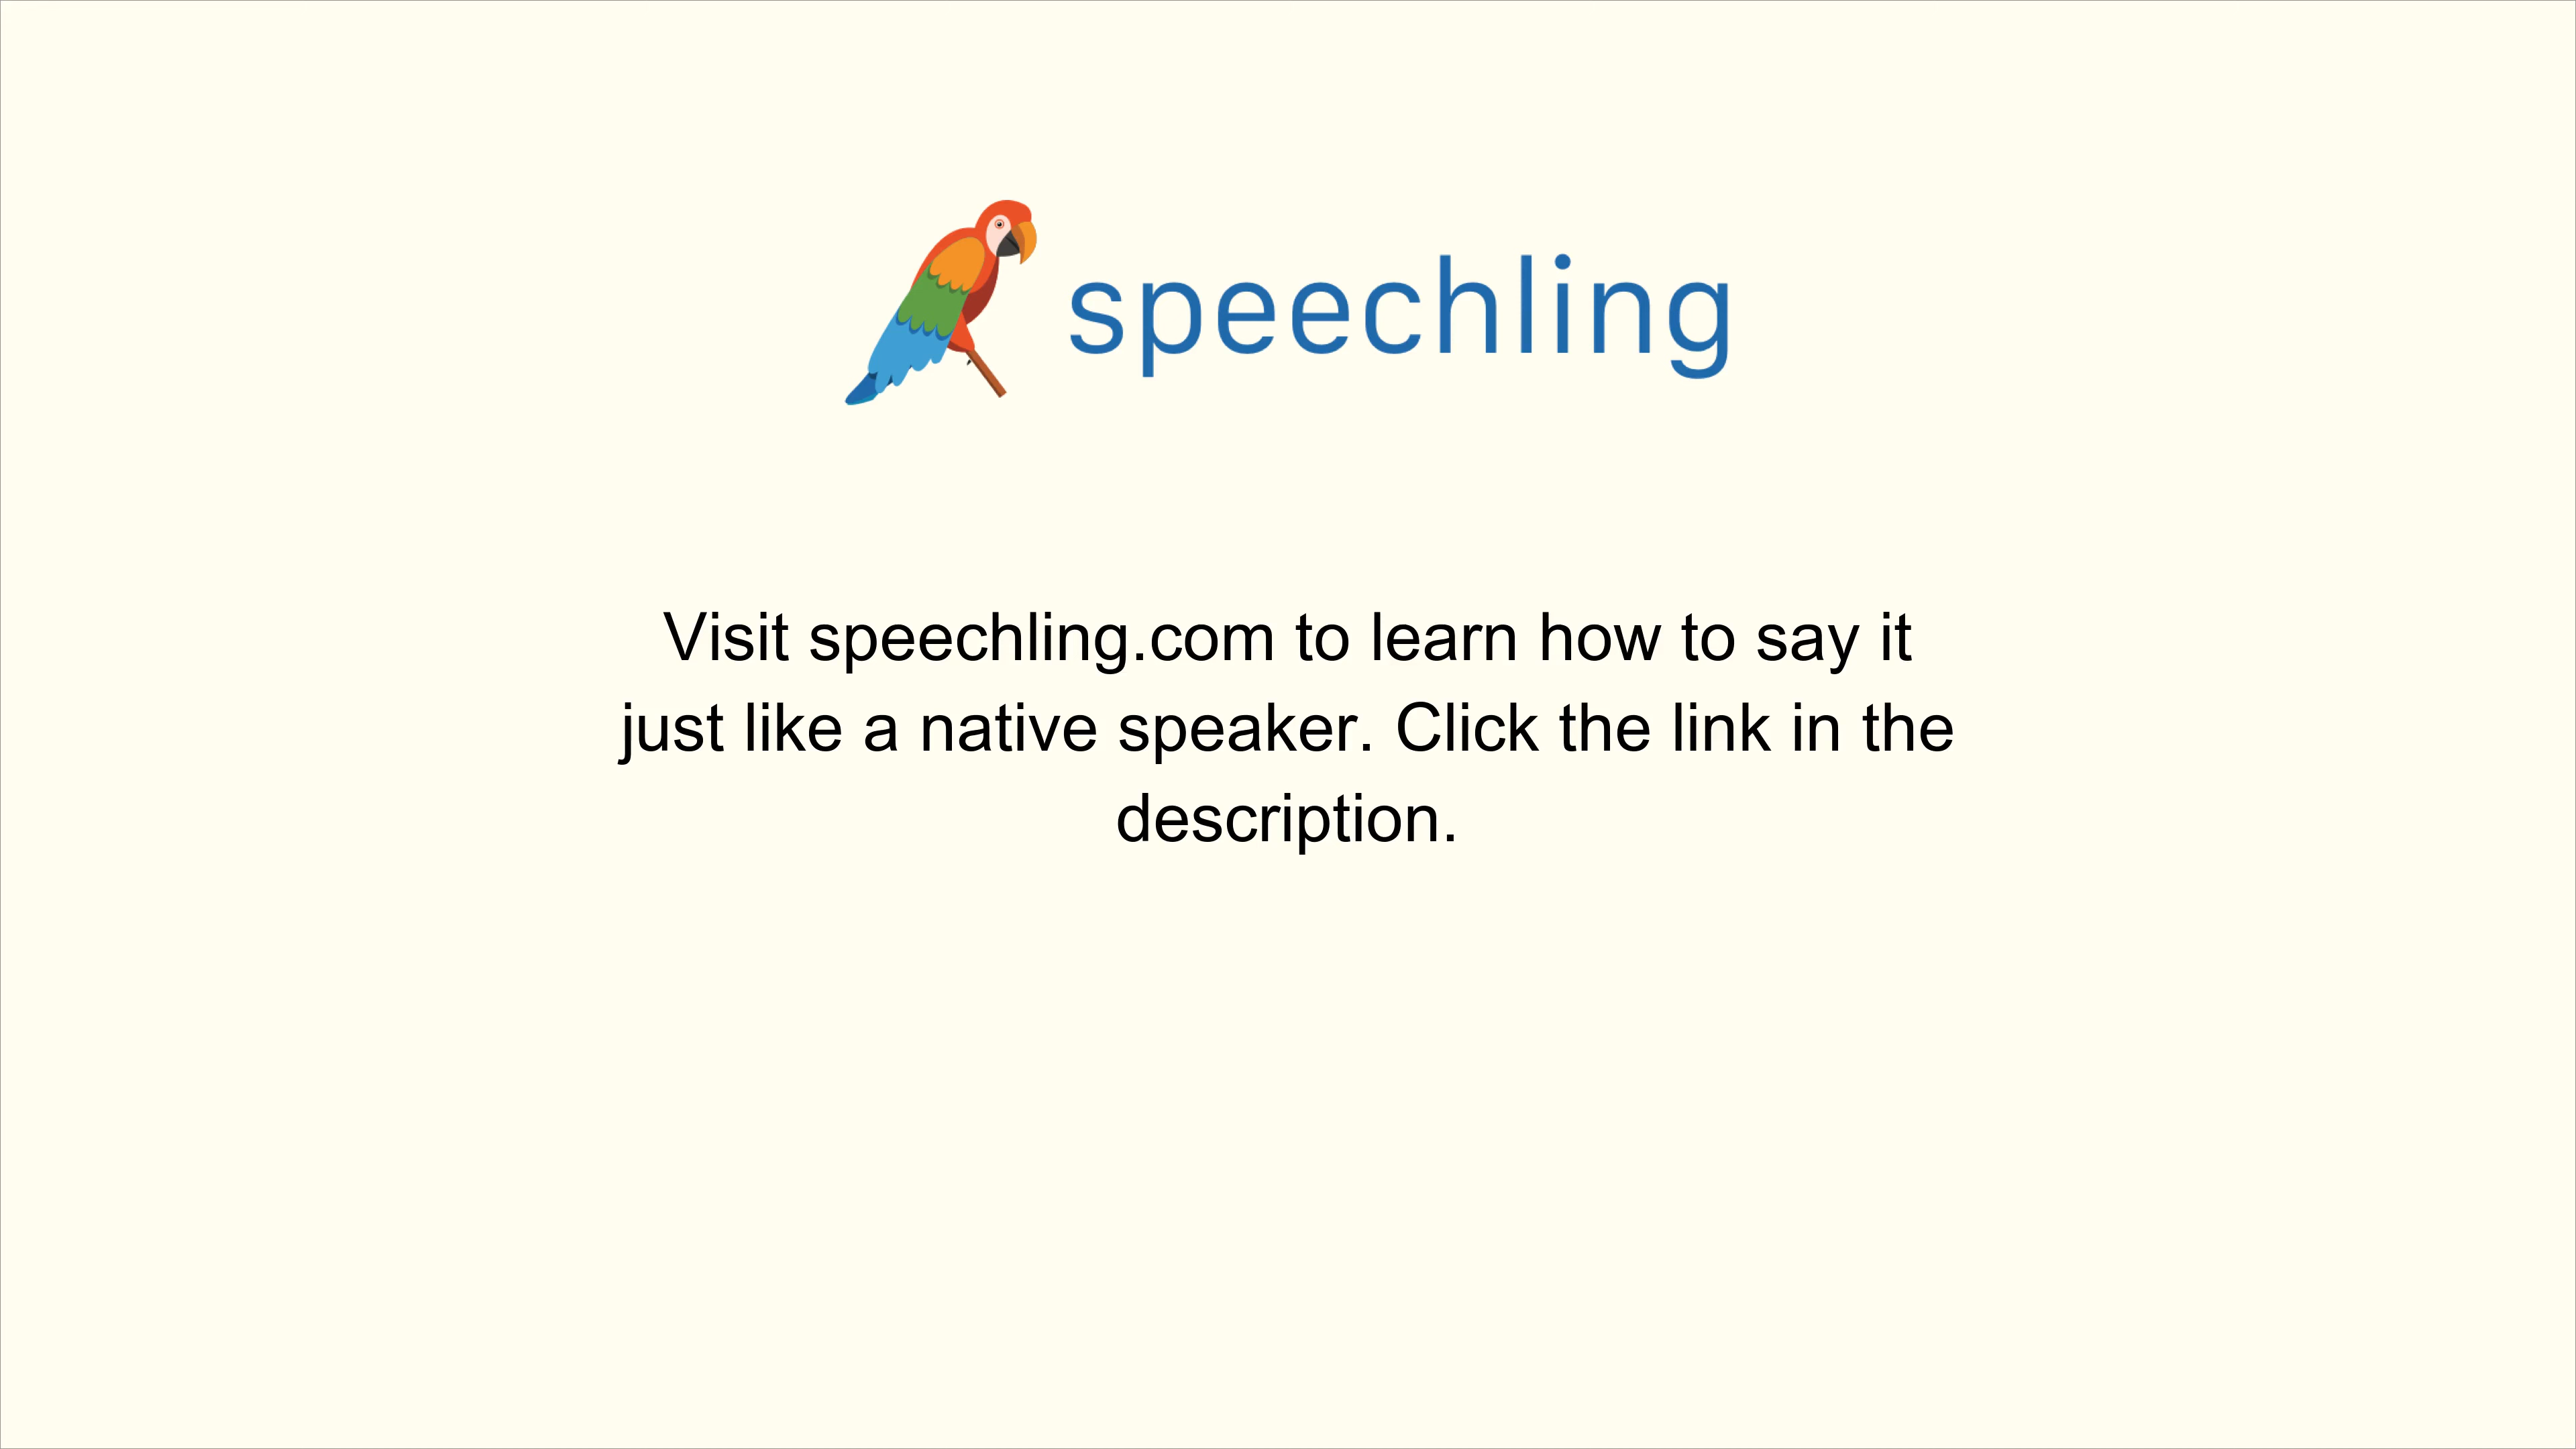 speechling
Visit speechling.com to learn how to say it
just like a native speaker. Click the link in the
description.